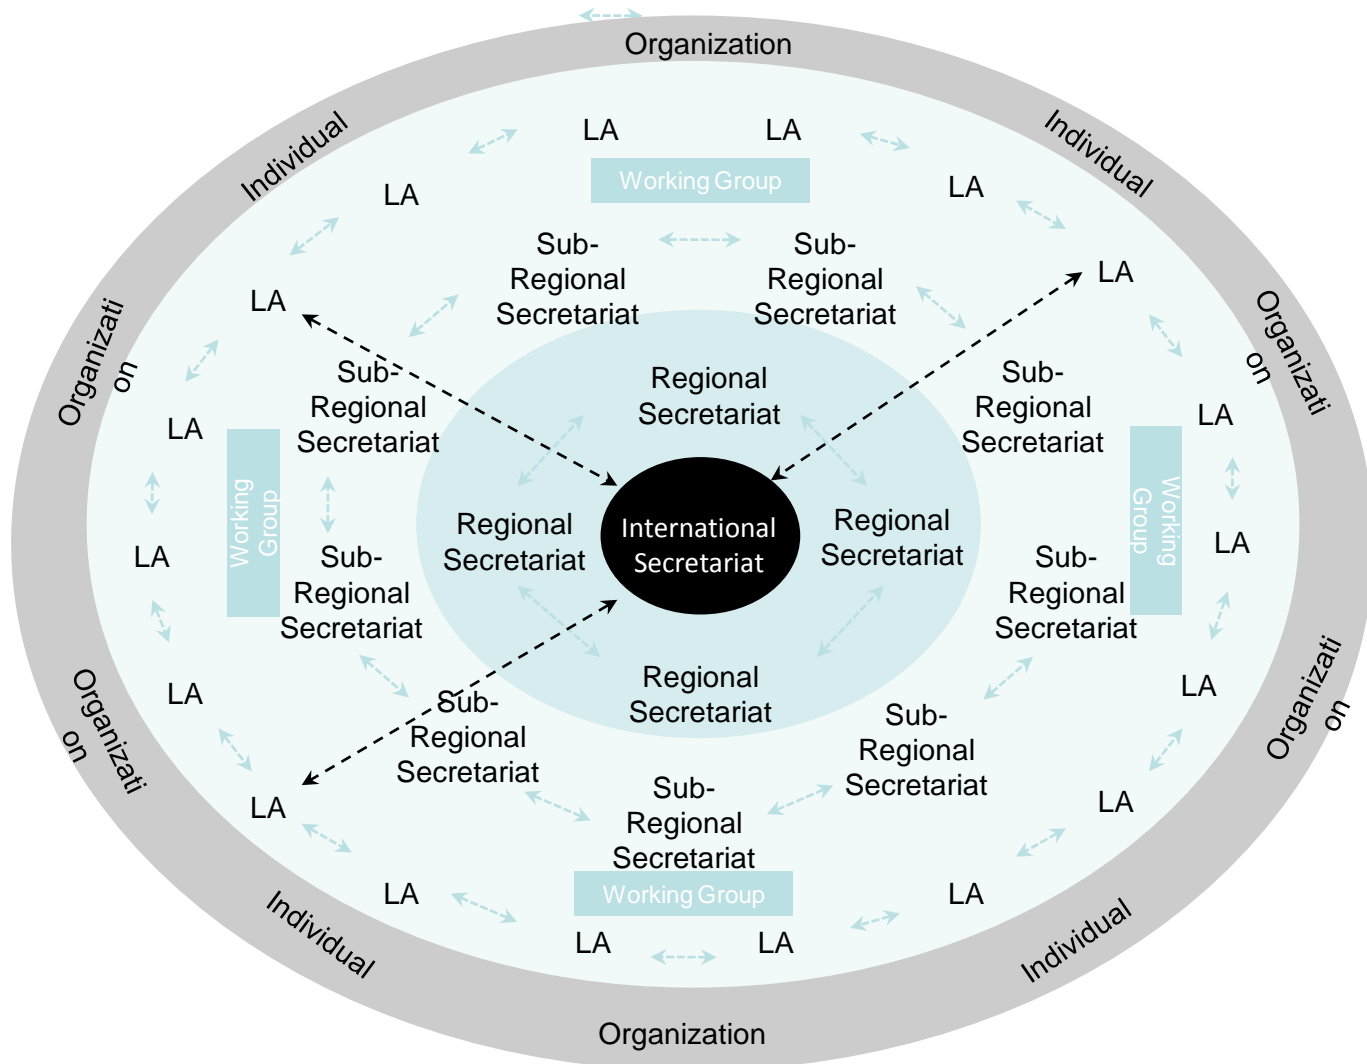 Organization
Individual
Individual
LA
LA
Working Group
LA
LA
Sub-
Regional
Secretariat
Sub-
Regional
Secretariat
LA
LA
Organizati
on
Organizati
on
Sub-
Regional
Secretariat
Regional
Secretariat
Sub-
Regional
Secretariat
LA
LA
Working
Group
Working
Group
Regional
Secretariat
International
Secretariat
Regional
Secretariat
LA
LA
Sub-
Regional
Secretariat
Sub-
Regional
Secretariat
LA
LA
Regional
Secretariat
Organizati
on
Organizati
on
Sub-
Regional
Secretariat
Sub-
Regional
Secretariat
LA
LA
Sub-
Regional
Secretariat
Working Group
LA
LA
LA
LA
Individual
Individual
Organization